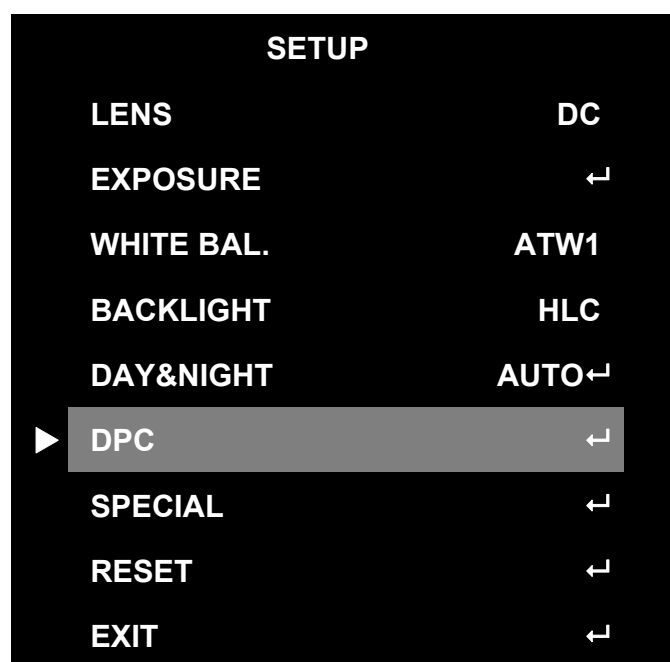 SETUP
LENS DC
EXPOSURE ↵
WHITE BAL. ATW1
BACKLIGHT HLC
DAY&NIGHT AUTO↵
DPC ↵
SPECIAL ↵
RESET ↵
EXIT ↵